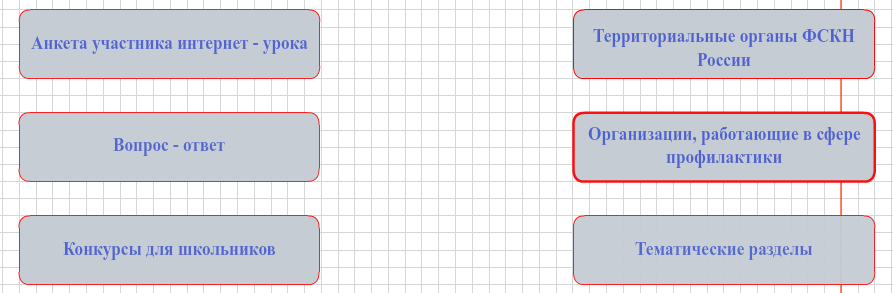 Анкета участника интернет - урока
Территориальные органы ФСКН
России
Вопрос - ответ
Организации, работающие в сфере
профилактики
Конкурсы для школьников
Тематические разделы